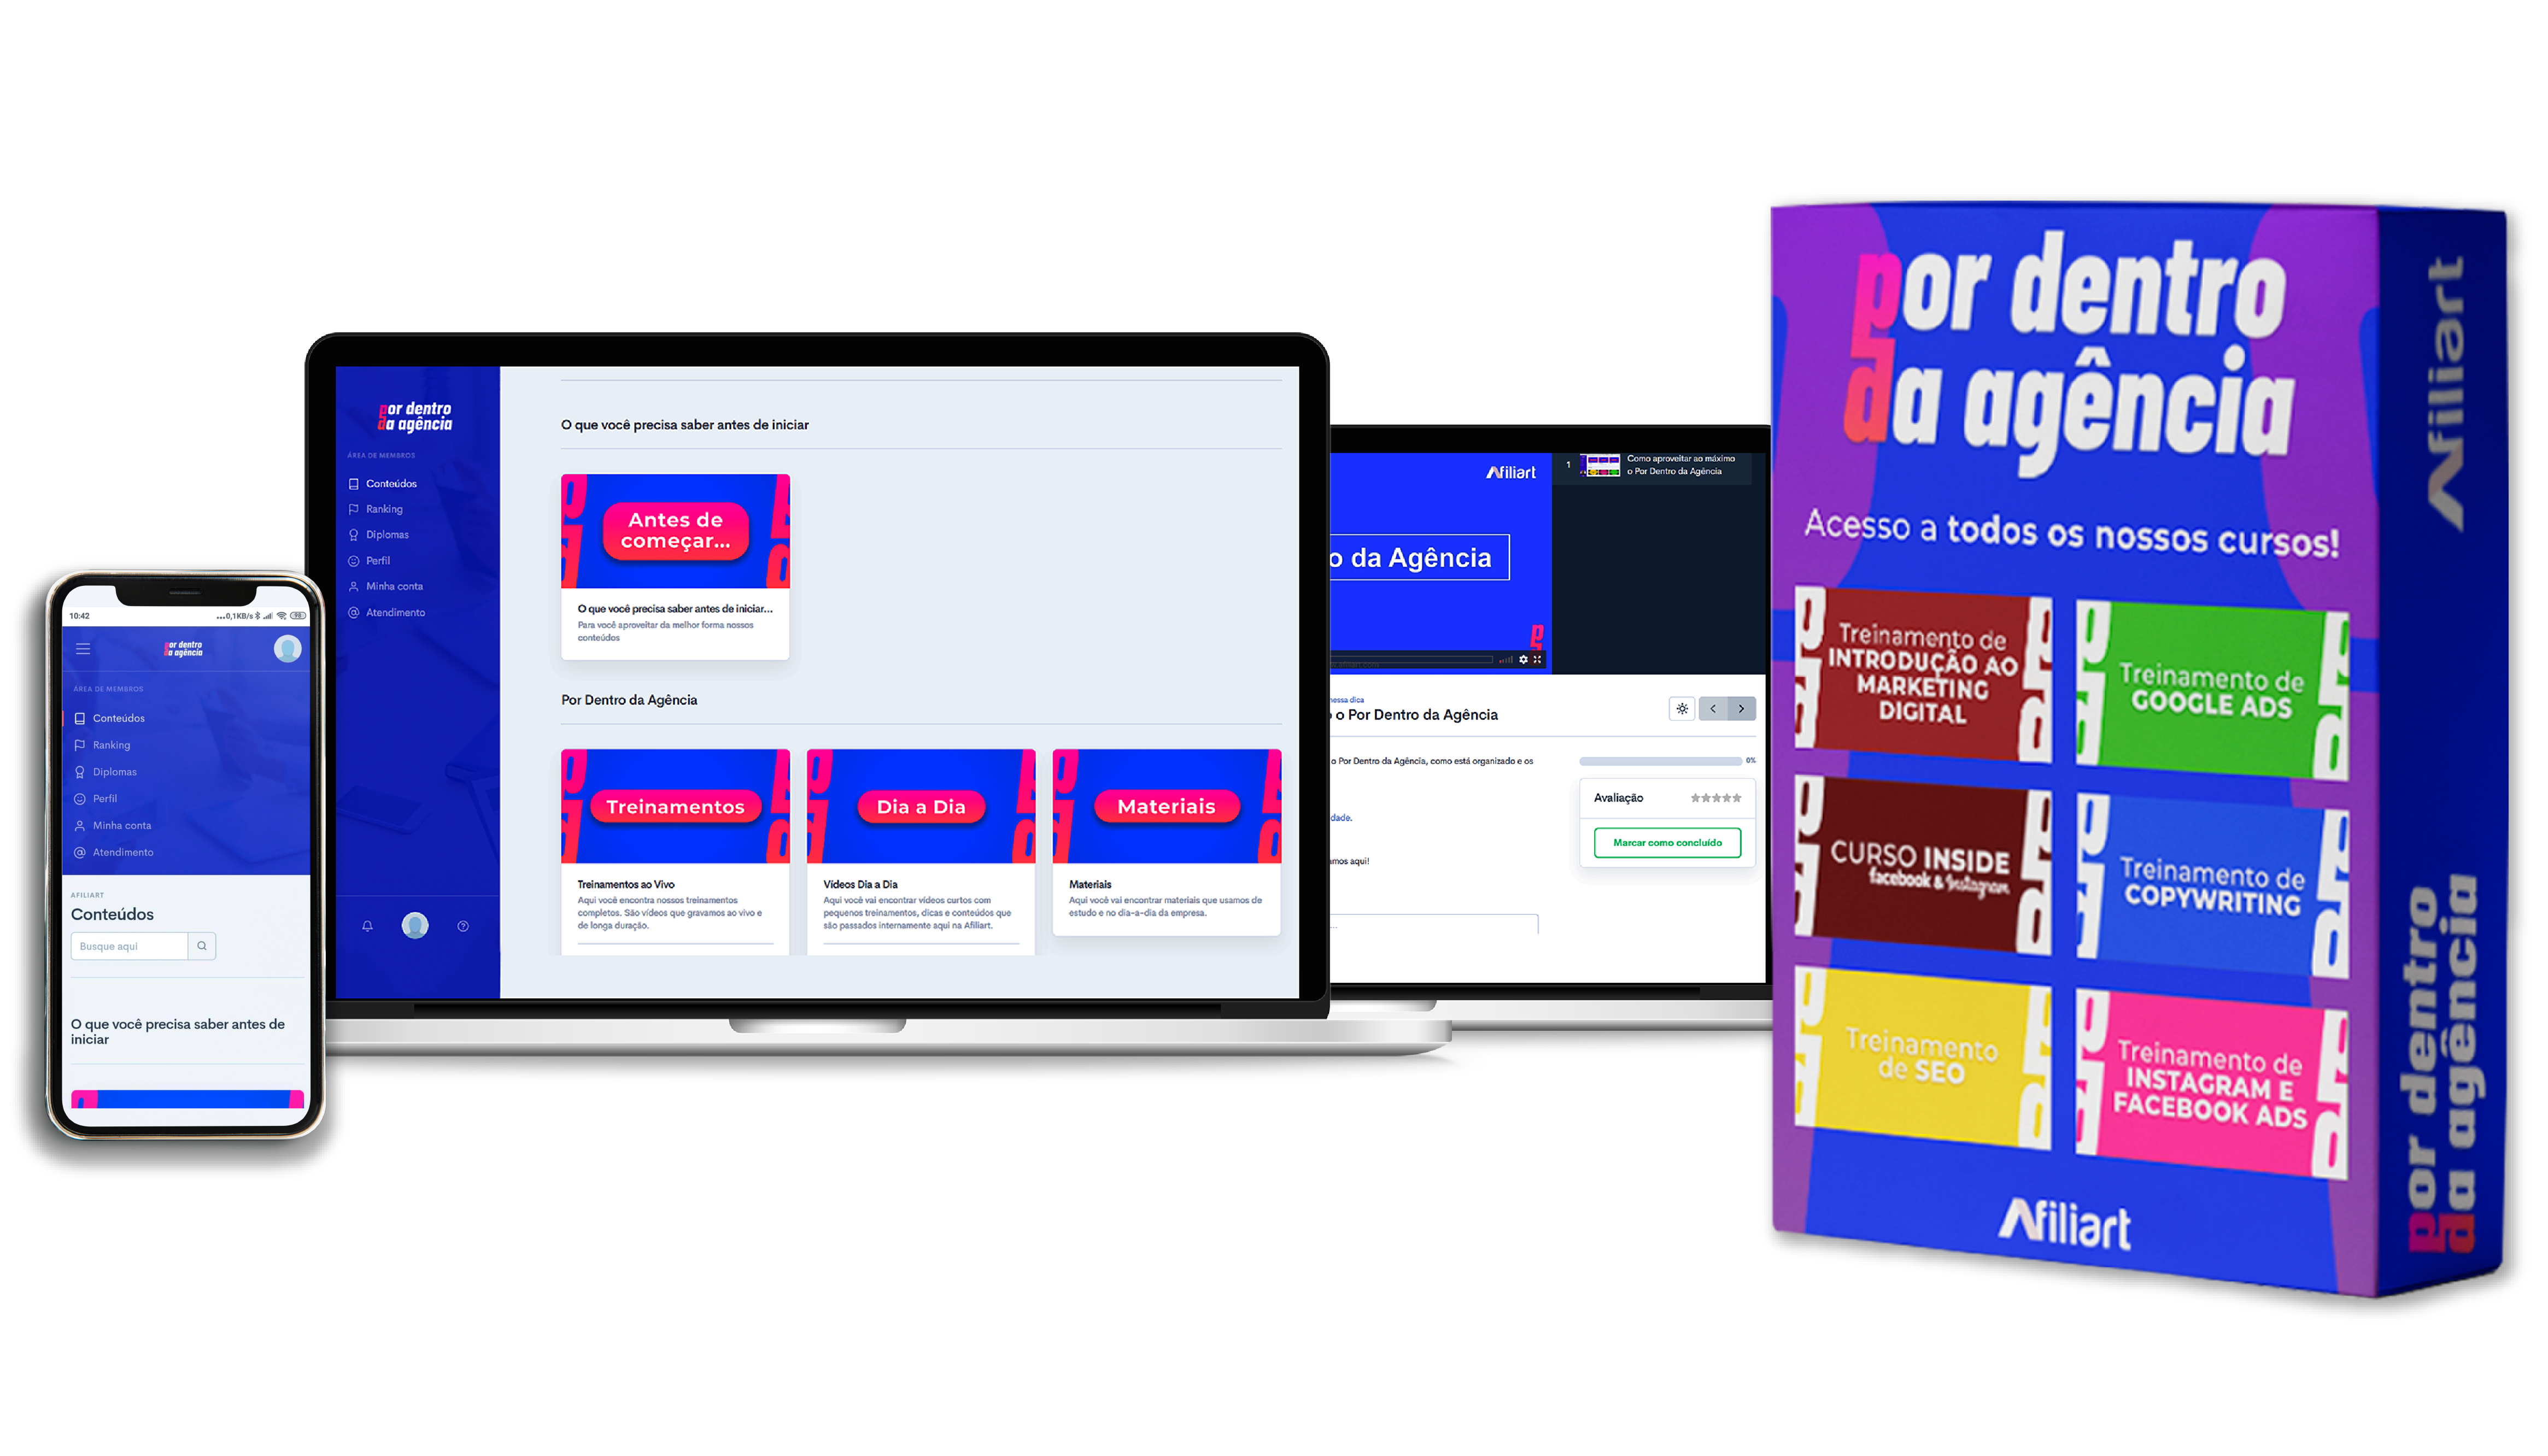 10:42
...0,1KB/s
por dentro
da agência
ÁREA DE MEMBROS
Conteúdos
Ranking
Diplomas
Perfil
Minha conta
Atendimento
AFILIART
Conteúdos
Busque aqui
O que você precisa saber antes de
iniciar
por dentro
da agência
ÁREA DE MEMBROS
Conteúdos
Ranking
Diplomas
Perfil
Minha conta
Atendimento
O que você precisa saber antes de iniciar
Antes de
começar...
O que você precisa saber antes de iniciar...
Para você aproveitar da melhor forma nossos
conteúdos
Por Dentro da Agência
Treinamentos
Treinamentos ao Vivo
Aqui você encontra nossos treinamentos
completos. São vídeos que gravamos ao vivo e
de longa duração.
Dia a Dia
Vídeos Dia a Dia
Aqui você vai encontrar vídeos curtos com
pequenos treinamentos, dicas e conteúdos que
são passados internamente aqui na Afiliart.
Materiais
Materiais
Aqui você vai encontrar materiais que usamos de
estudo e no dia-a-dia da empresa.
Afiliart
o da Agência
1
Como aproveitar ao máximo
o Por Dentro da Agência
nessa dica
o Por Dentro da Agência
o Por Dentro da Agência, como está organizado e os
dade.
amos aqui!
0%
Avaliação
Marcar como concluído
por dentro
da agência
Acesso a todos os nossos cursos!
Treinamento de
INTRODUÇÃO AO
MARKETING
DIGITAL
Treinamento de
GOOGLE ADS
CURSO INSIDE
facebook & Instagram
Treinamento de
COPYWRITING
Treinamento
de SEO
Treinamento de
INSTAGRAM E
FACEBOOK ADS
Afiliart
Afiliart
por dentro
da agência